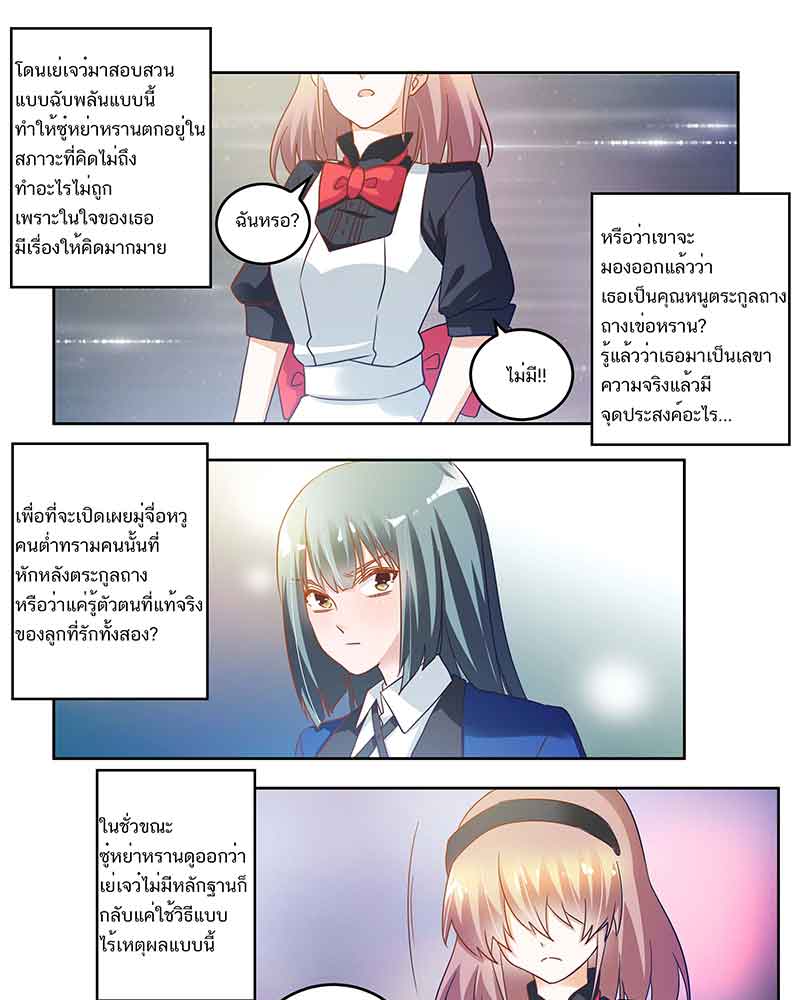 โดนเย่เจว๋มาสอบสวน
แบบฉับพลันแบบนี้
ทำให้ซู๋หย่าหรานตกอยู่ใน
สภาวะที่คิดไม่ถึง
ทำอะไรไม่ถูก
เพราะในใจของเธอ
มีเรื่องให้คิดมากมาย
ฉันหรอ?
หรือว่าเขาจะ
มองออกแล้วว่า
เธอเป็นคุณหนูตระกูลถาง
ถางเข่อหราน?
รู้แล้วว่าเธอมาเป็นเลขา
ความจริงแล้วมี
จุดประสงค์อะไร...
ไม่มี!!
เพื่อที่จะเปิดเผยมู่จื่อหวู
คนต่ำทรามคนนั้นที่
หักหลังตระกูลถาง
หรือว่าแค่รู้ตัวตนที่แท้จริง
ของลูกที่รักทั้งสอง?
ในชั่วขณะ
ซู๋หย่าหรานดูออกว่า
เย่เจว๋ไม่มีหลักฐานก็
กลับแค่ใช้วิธีแบบ
ไร้เหตุผลแบบนี้